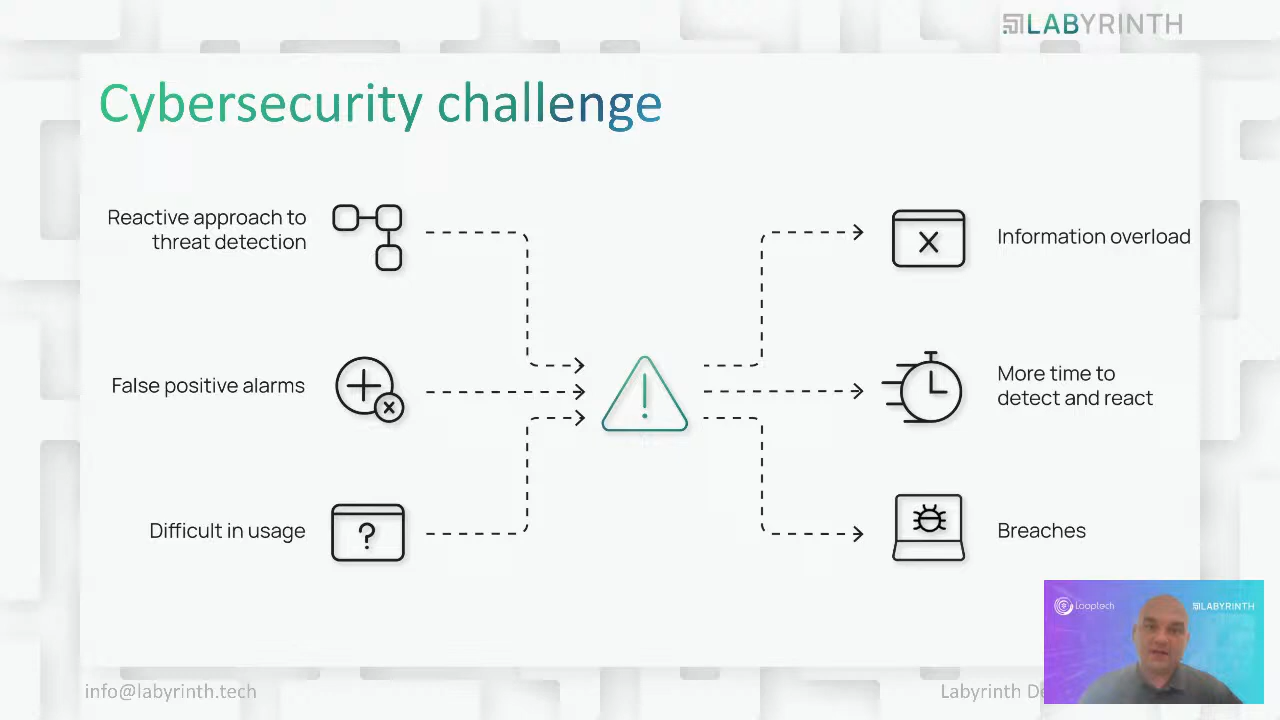 LABYRINTH
Cybersecurity challenge
Reactive approach to
threat detection
Information overload
False positive alarms
More time to
detect and react
Difficult in usage
Breaches
Looptech
LABYRINTH
info@labyrinth.tech
Labyrinth